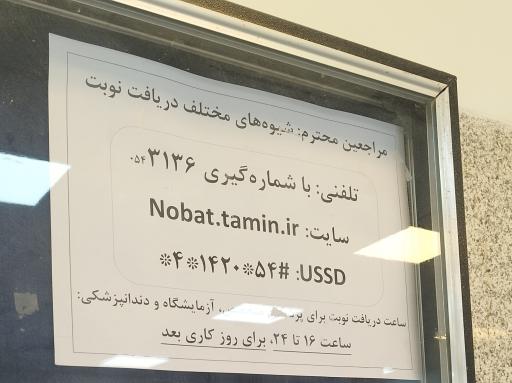 مراجعین محترم: شیوه‌های مختلف دریافت نوبت
تلفنی: با شماره‌گیری ۳۱۳۶ ۰۵۴
سایت: Nobat.tamin.ir
USSD: *۴*۱۴۲۰*۵۴#
ساعت دریافت نوبت برای آزمایشگاه و دندانپزشکی:
ساعت ۱۶ تا ۲۴، برای روز کاری بعد